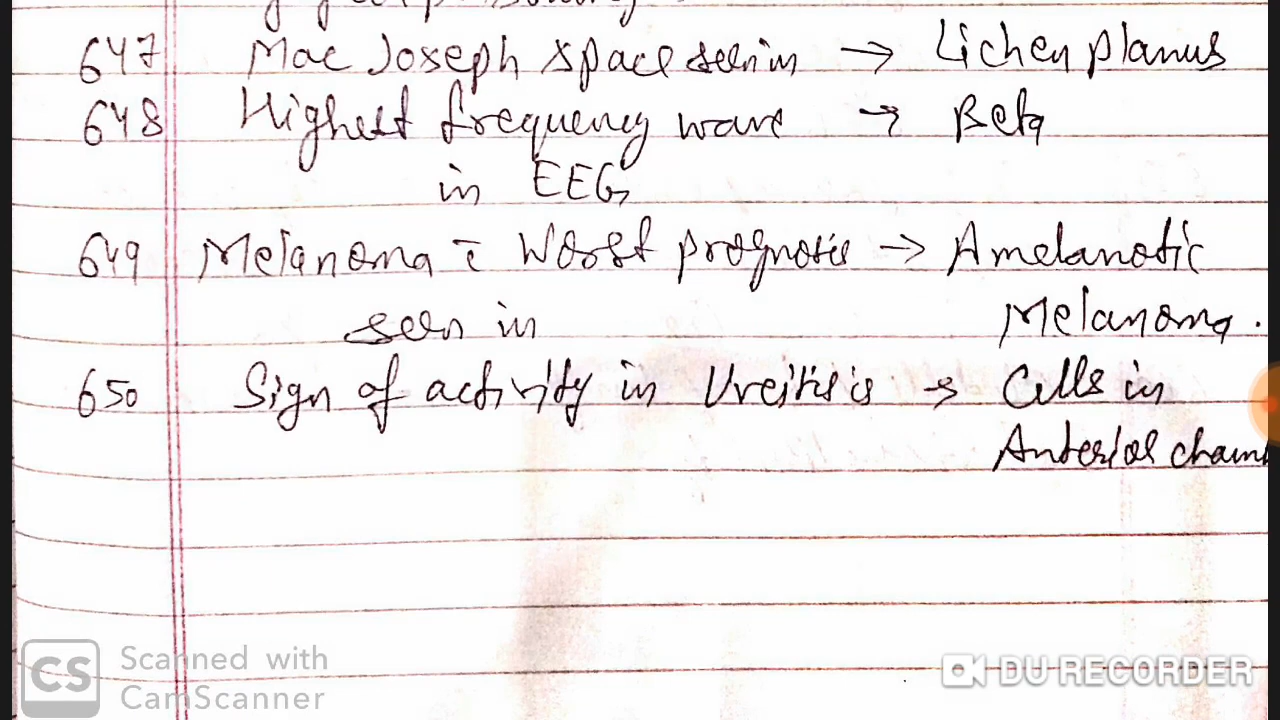 647 Mac Joseph space seen in → Lichen planus
648 Highest frequency wave → Beta
in EEG
649 Melanoma c̄ Worst prognosis → Amelanotic
seen in Melanoma.
650 Sign of activity in Uveitis is → Cells in
Anterior chamb
CS Scanned with
CamScanner
DU RECORDER